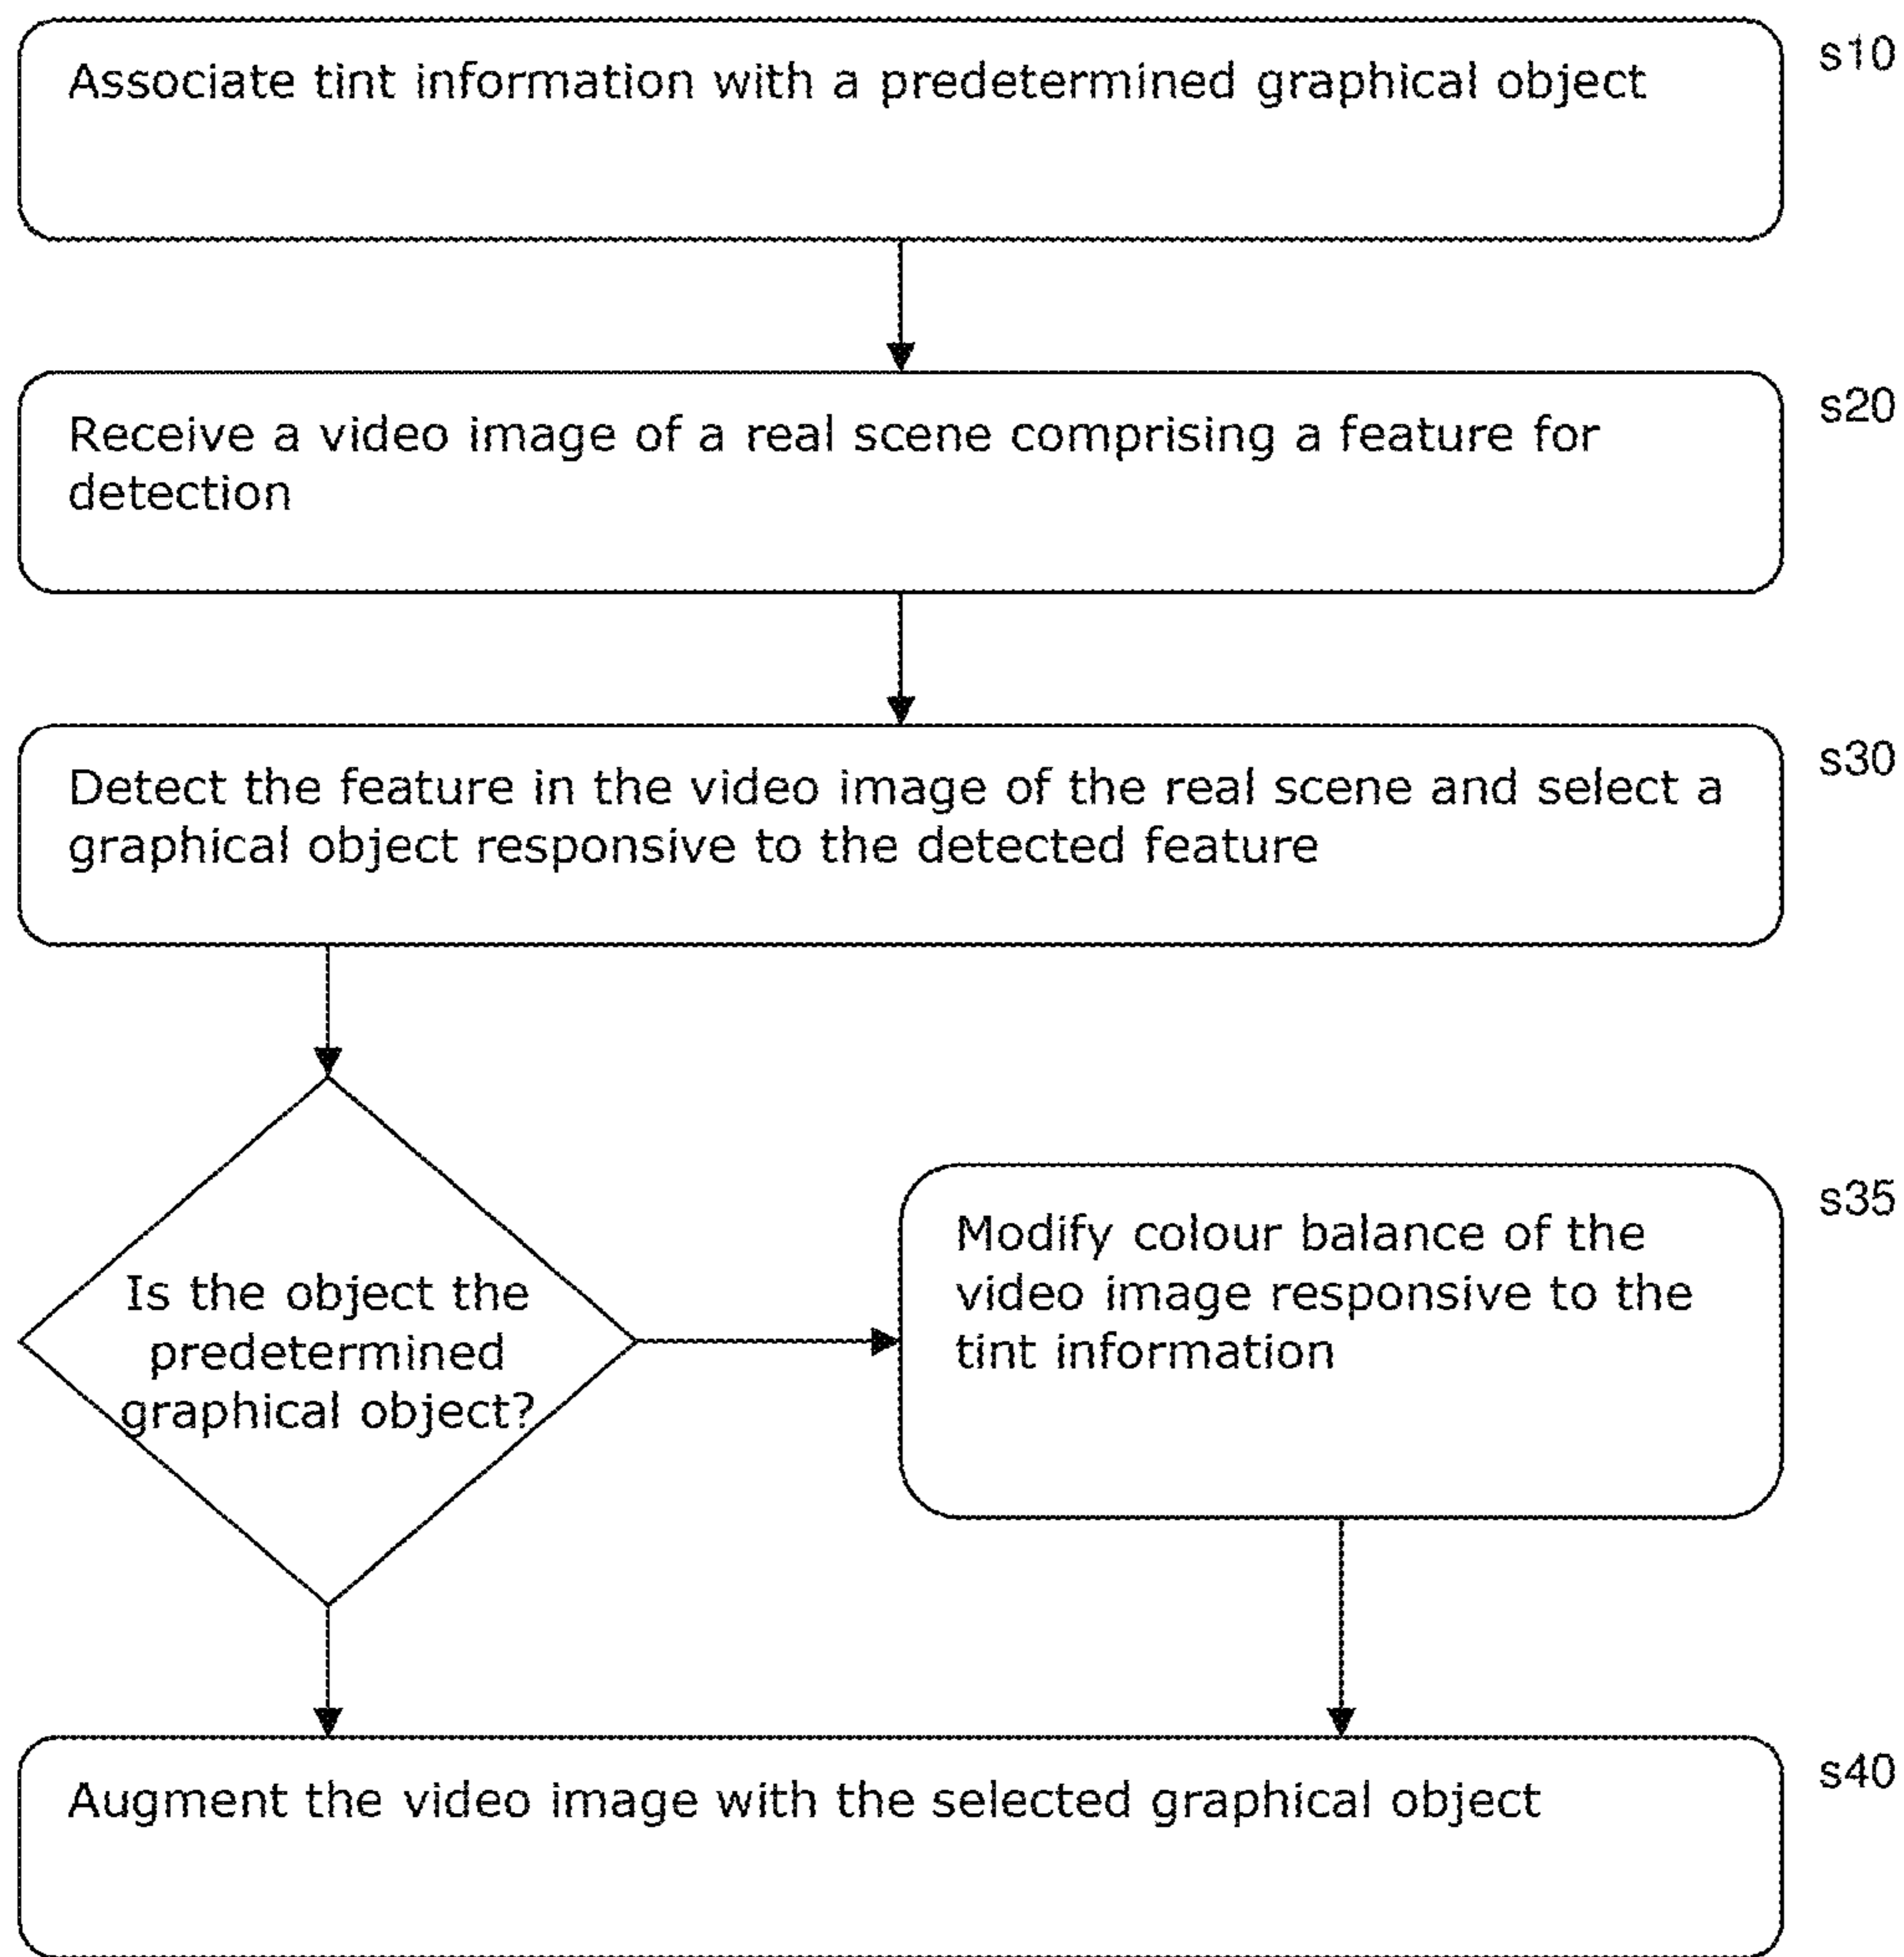 Associate tint information with a predetermined graphical object
s10
Receive a video image of a real scene comprising a feature for
detection
s20
Detect the feature in the video image of the real scene and select a
graphical object responsive to the detected feature
s30
Is the object the
predetermined
graphical object?
Modify colour balance of the
video image responsive to the
tint information
s35
Augment the video image with the selected graphical object
s40